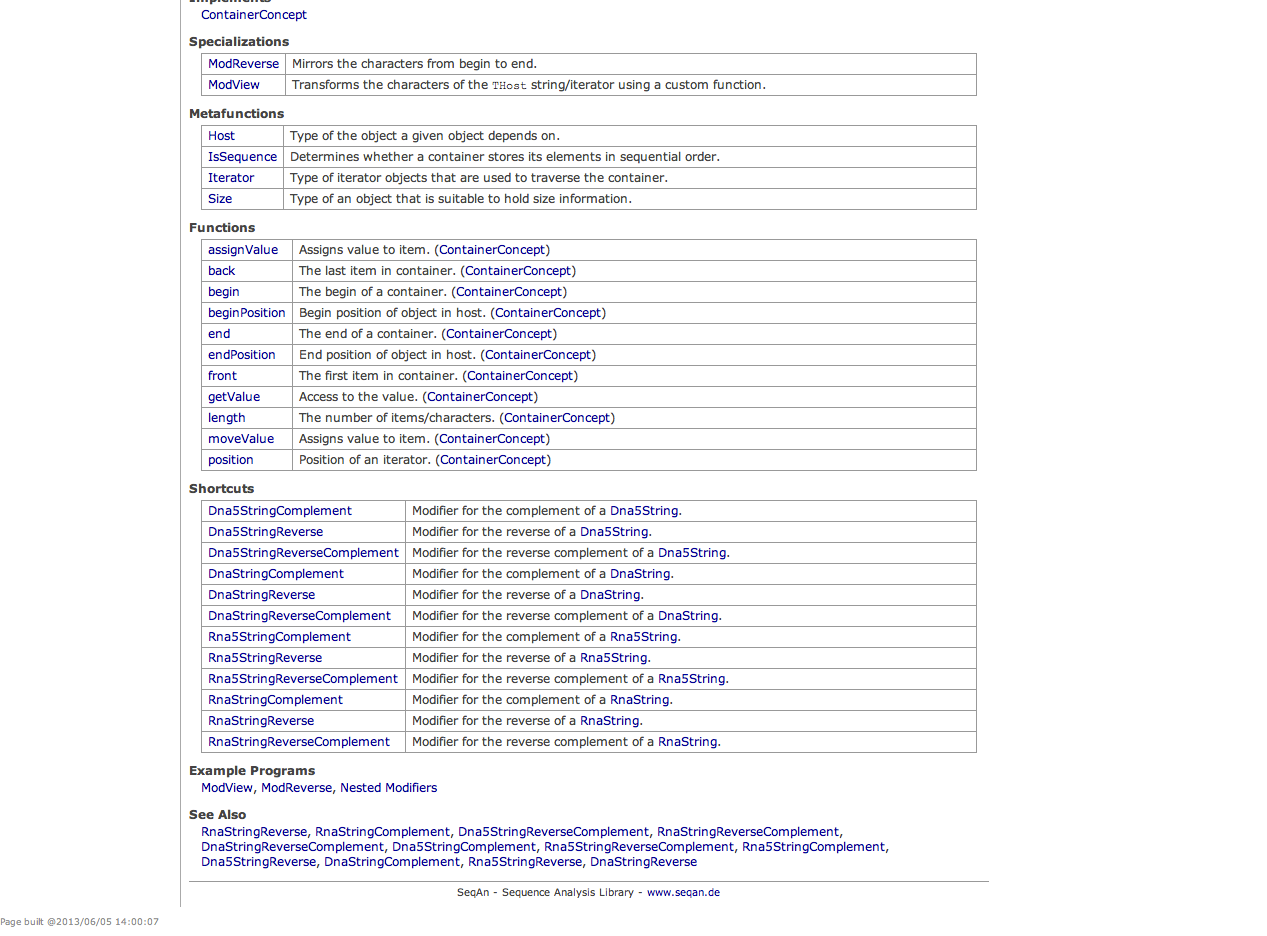 Implements
ContainerConcept
Specializations
ModReverse Mirrors the characters from begin to end.
ModView Transforms the characters of the THost string/iterator using a custom function.
Metafunctions
Host Type of the object a given object depends on.
IsSequence Determines whether a container stores its elements in sequential order.
Iterator Type of iterator objects that are used to traverse the container.
Size Type of an object that is suitable to hold size information.
Functions
assignValue Assigns value to item. (ContainerConcept)
back The last item in container. (ContainerConcept)
begin The begin of a container. (ContainerConcept)
beginPosition Begin position of object in host. (ContainerConcept)
end The end of a container. (ContainerConcept)
endPosition End position of object in host. (ContainerConcept)
front The first item in container. (ContainerConcept)
getValue Access to the value. (ContainerConcept)
length The number of items/characters. (ContainerConcept)
moveValue Assigns value to item. (ContainerConcept)
position Position of an iterator. (ContainerConcept)
Shortcuts
Dna5StringComplement Modifier for the complement of a Dna5String.
Dna5StringReverse Modifier for the reverse of a Dna5String.
Dna5StringReverseComplement Modifier for the reverse complement of a Dna5String.
DnaStringComplement Modifier for the complement of a DnaString.
DnaStringReverse Modifier for the reverse of a DnaString.
DnaStringReverseComplement Modifier for the reverse complement of a DnaString.
Rna5StringComplement Modifier for the complement of a Rna5String.
Rna5StringReverse Modifier for the reverse of a Rna5String.
Rna5StringReverseComplement Modifier for the reverse complement of a Rna5String.
RnaStringComplement Modifier for the complement of a RnaString.
RnaStringReverse Modifier for the reverse of a RnaString.
RnaStringReverseComplement Modifier for the reverse complement of a RnaString.
Example Programs
ModView, ModReverse, Nested Modifiers
See Also
RnaStringReverse, RnaStringComplement, Dna5StringReverseComplement, RnaStringReverseComplement,
DnaStringReverseComplement, Dna5StringComplement, Rna5StringReverseComplement, Rna5StringComplement,
Dna5StringReverse, DnaStringComplement, Rna5StringReverse, DnaStringReverse
SeqAn - Sequence Analysis Library - www.seqan.de
Page built @2013/06/05 14:00:07